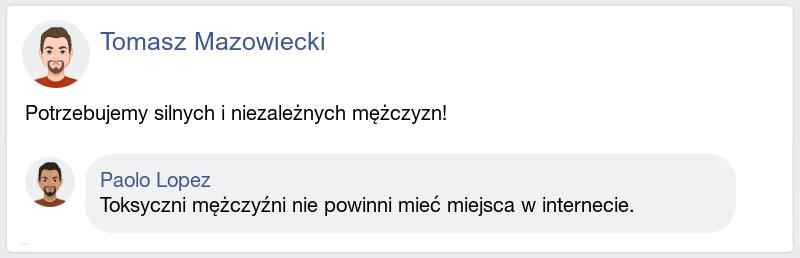 Tomasz Mazowiecki
Potrzebujemy silnych i niezależnych mężczyzn!
Paolo Lopez
Toksyczni mężczyźni nie powinni mieć miejsca w internecie.